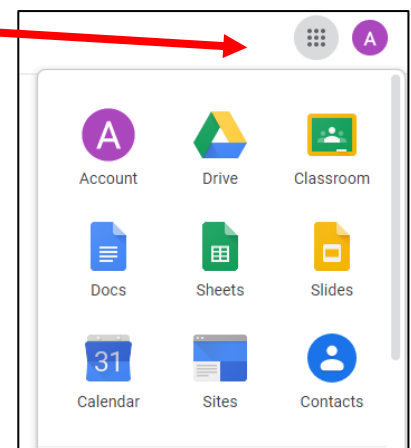 A
A
Account Drive Classroom
Docs Sheets Slides
31
Calendar Sites Contacts